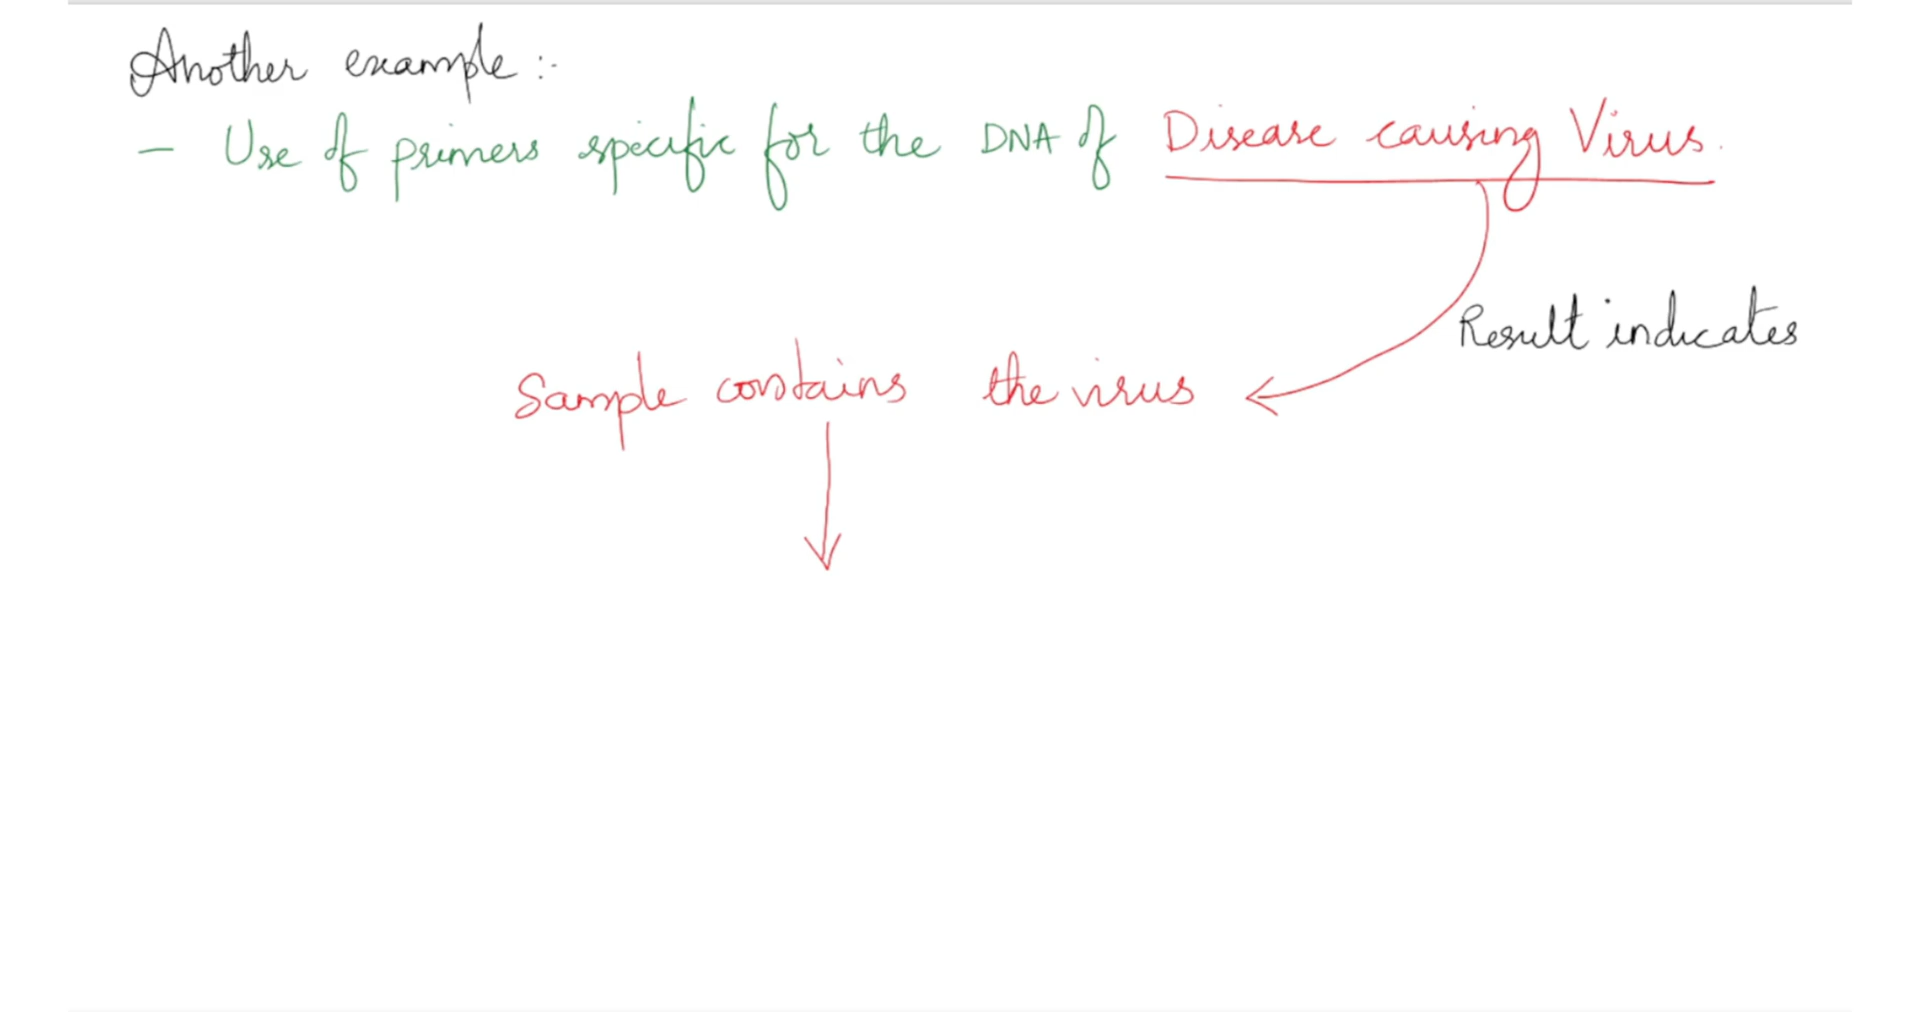 Another example :-
- Use of primers specific for the DNA of Disease causing Virus.
Result indicates
Sample contains the virus